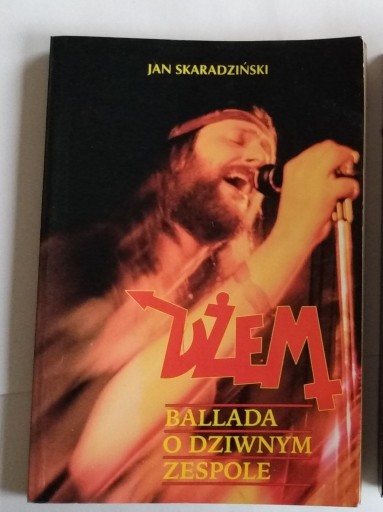 JAN SKARADZIŃSKI
DŻEM
BALLADA
O DZIWNYM
ZESPOLE